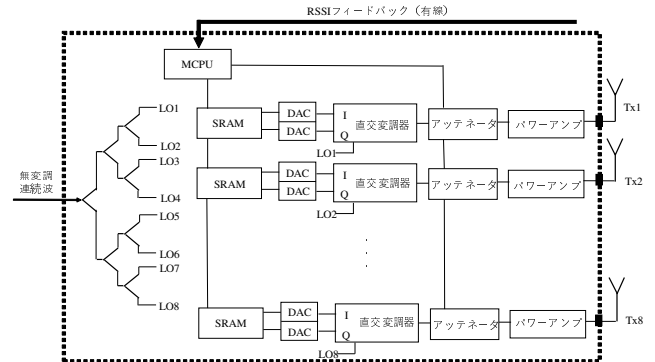 RSSIフィードバック（有線）
MCPU
無変調
連続波
LO1
LO2
LO3
LO4
LO5
LO6
LO7
LO8
SRAM
DAC
DAC
I
Q
直交変調器
LO1
アッテネータ
パワーアンプ
Tx1
SRAM
DAC
DAC
I
Q
直交変調器
LO2
アッテネータ
パワーアンプ
Tx2
SRAM
DAC
DAC
I
Q
直交変調器
LO8
アッテネータ
パワーアンプ
Tx8